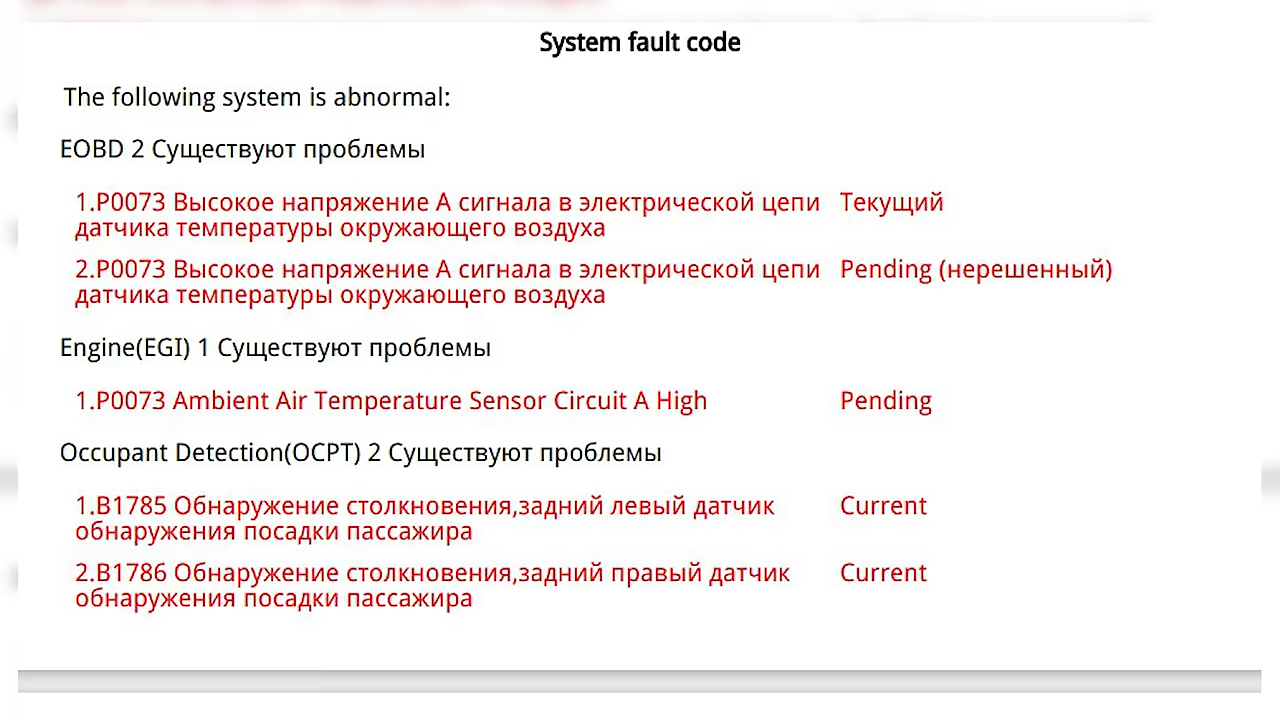 System fault code
The following system is abnormal:
EOBD 2 Существуют проблемы
1.P0073 Высокое напряжение А сигнала в электрической цепи Текущий
датчика температуры окружающего воздуха
2.P0073 Высокое напряжение А сигнала в электрической цепи Pending (нерешенный)
датчика температуры окружающего воздуха
Engine(EGI) 1 Существуют проблемы
1.P0073 Ambient Air Temperature Sensor Circuit A High Pending
Occupant Detection(OCPT) 2 Существуют проблемы
1.B1785 Обнаружение столкновения,задний левый датчик Current
обнаружения посадки пассажира
2.B1786 Обнаружение столкновения,задний правый датчик Current
обнаружения посадки пассажира